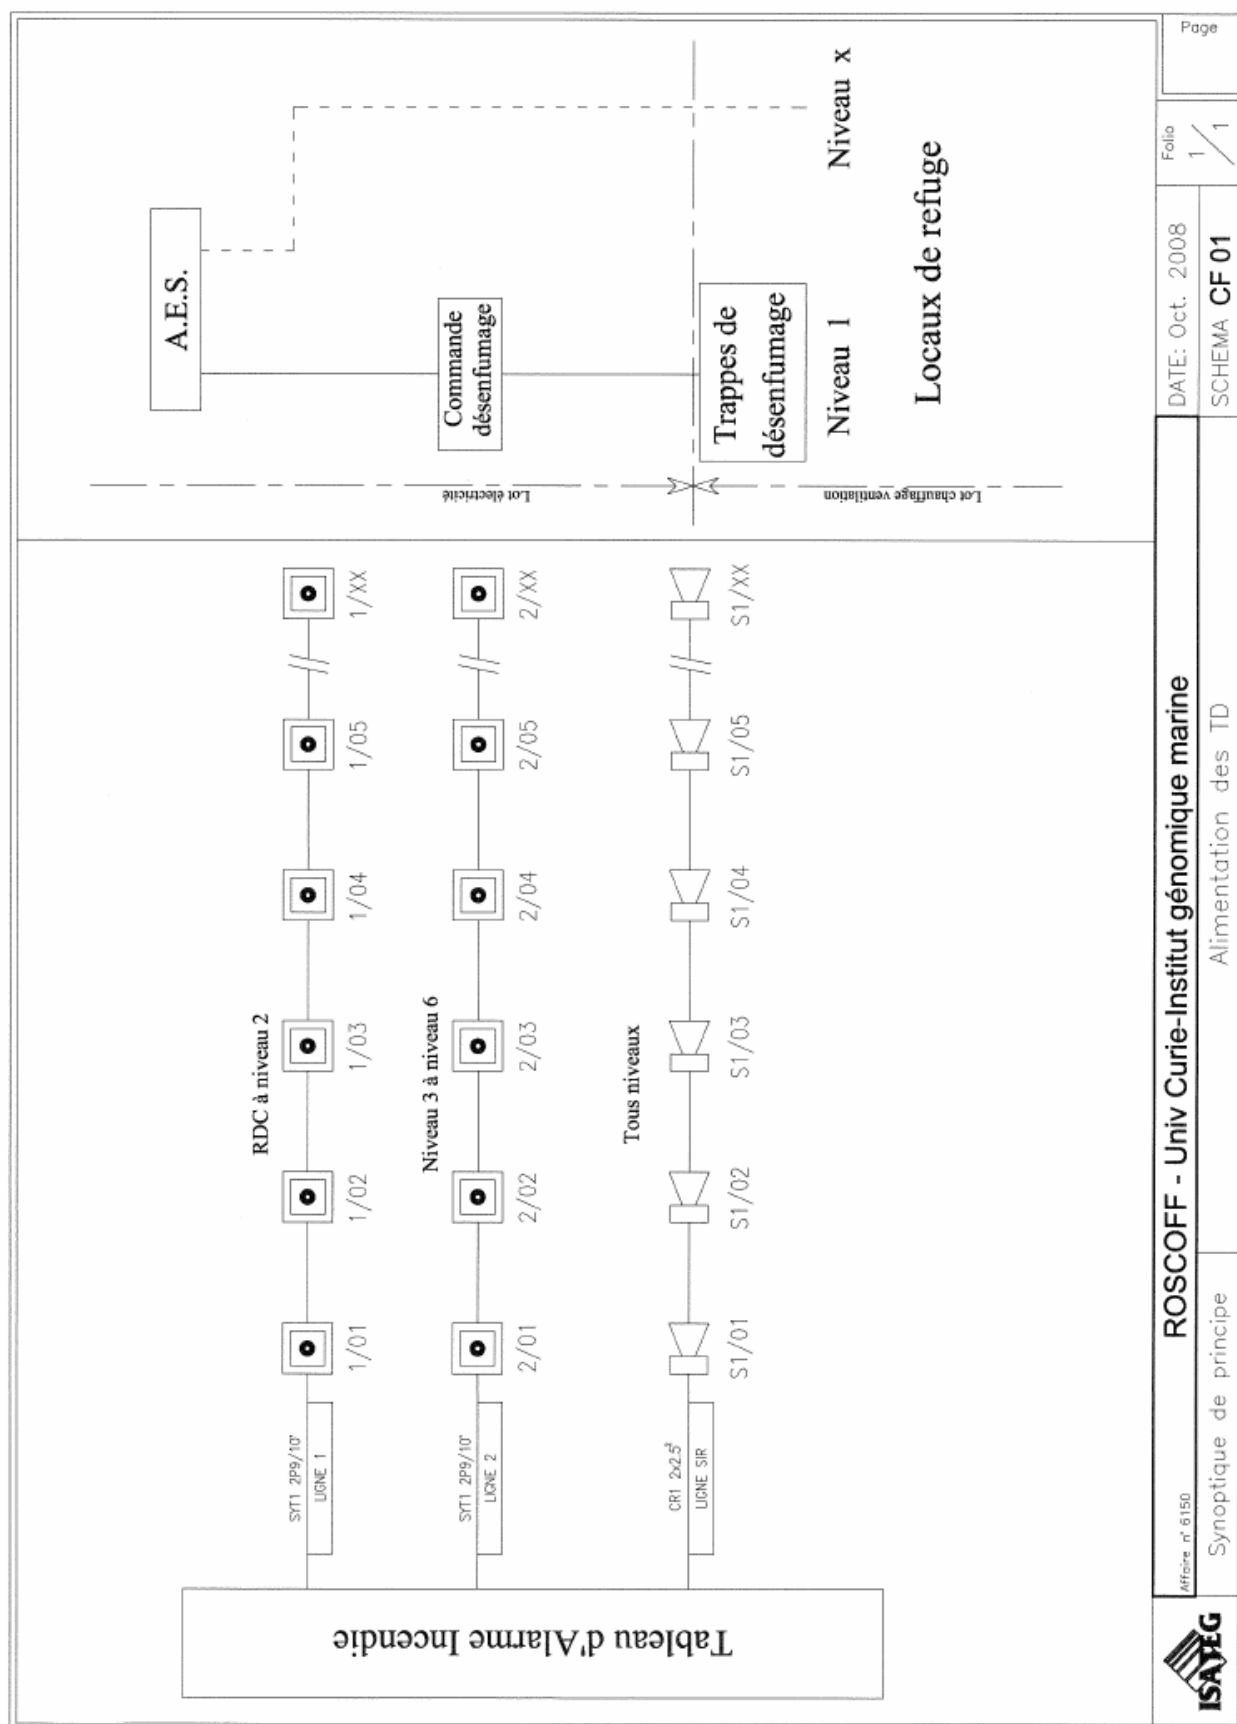 Tableau d'Alarme Incendie
SYT1 2P9/10°
LIGNE 1
RDC à niveau 2
1/01
1/02
1/03
1/04
1/05
1/XX
SYT1 2P9/10°
LIGNE 2
Niveau 3 à niveau 6
2/01
2/02
2/03
2/04
2/05
2/XX
CR1 2x2.5²
LIGNE SIR
Tous niveaux
S1/01
S1/02
S1/03
S1/04
S1/05
S1/XX
Lot électricité
Lot chauffage ventilation
A.E.S.
Commande
désenfumage
Trappes de
désenfumage
Niveau 1
Niveau x
Locaux de refuge
ISATEG
Affaire n° 6150
ROSCOFF - Univ Curie-Institut génomique marine
Synoptique de principe
Alimentation des TD
DATE: Oct. 2008
SCHEMA CF 01
Folio
1/1
Page